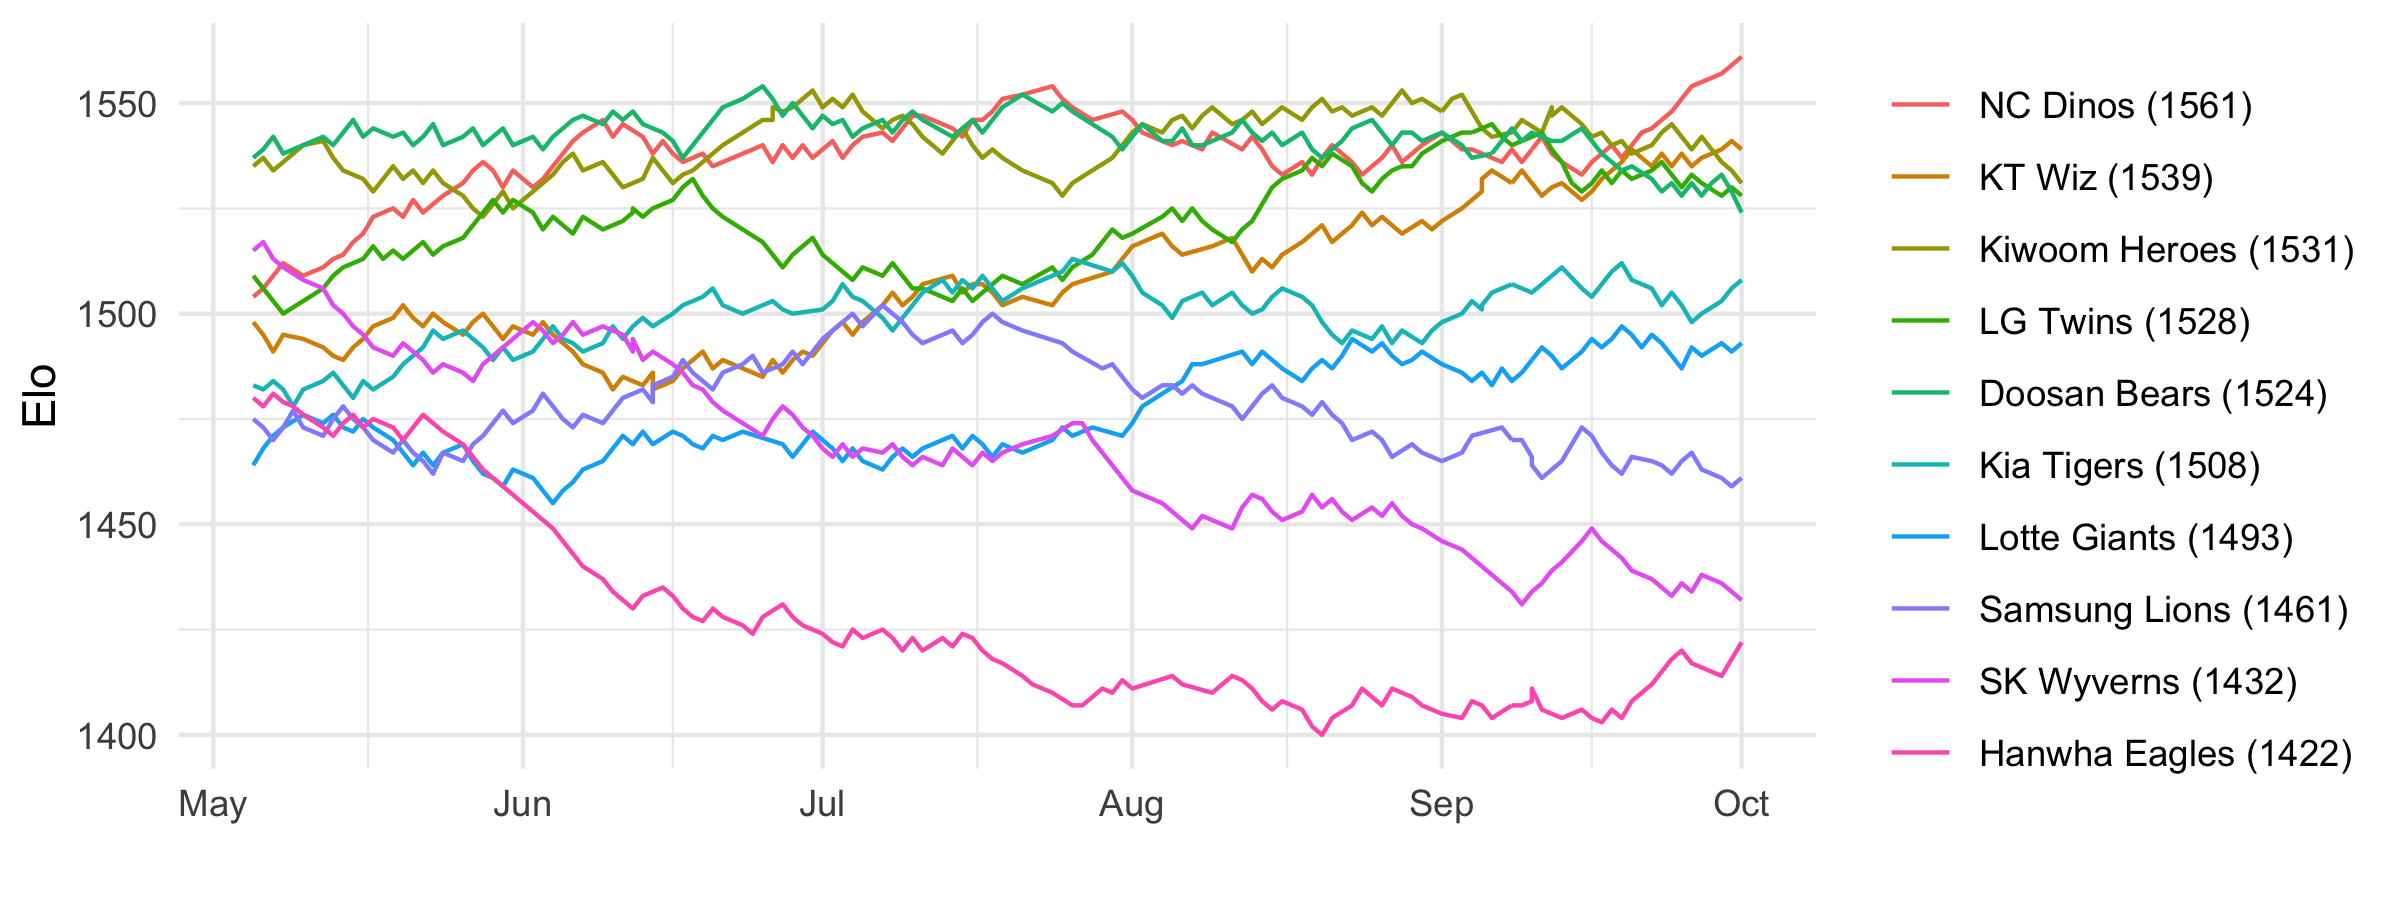 Elo
1550
1500
1450
1400
May Jun Jul Aug Sep Oct
NC Dinos (1561)
KT Wiz (1539)
Kiwoom Heroes (1531)
LG Twins (1528)
Doosan Bears (1524)
Kia Tigers (1508)
Lotte Giants (1493)
Samsung Lions (1461)
SK Wyverns (1432)
Hanwha Eagles (1422)